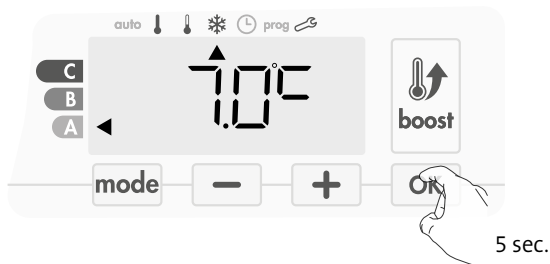 auto prog
C
B
A
7.0°C
boost
mode − + OK
5 sec.